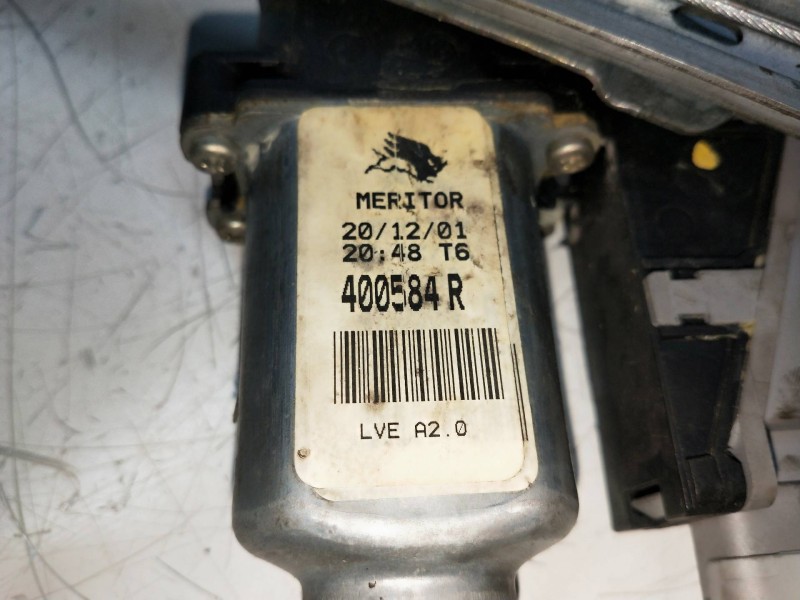 MERITOR
20/12/01
20:48 T6
400584 R
LVE A2.0